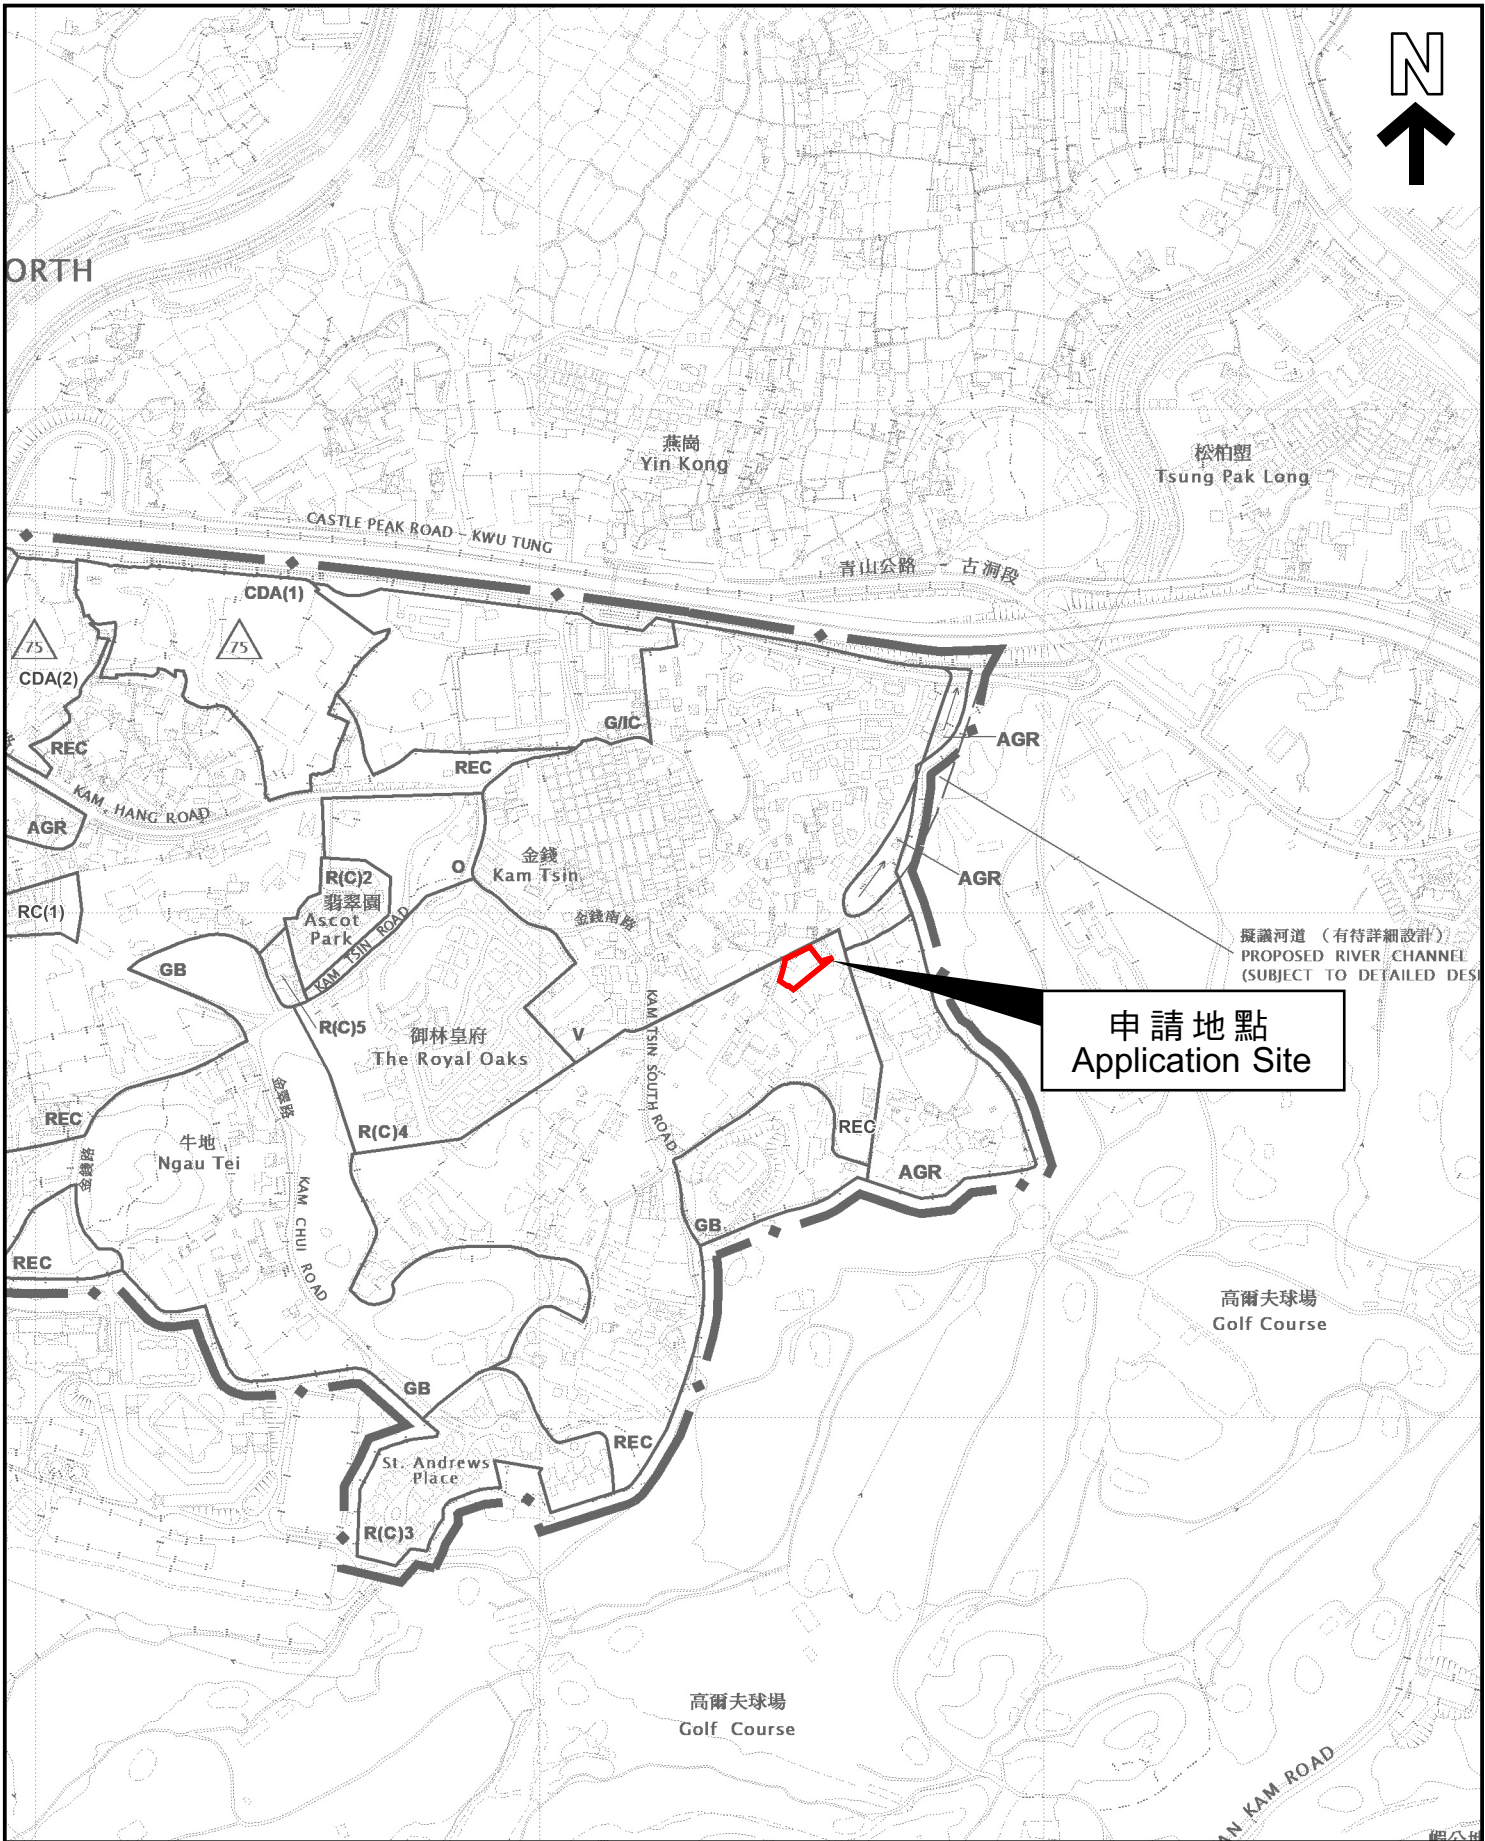 N
ORTH
燕崗
Yin Kong
松柏塱
Tsung Pak Long
CASTLE PEAK ROAD - KWU TUNG
青山公路 - 古洞段
CDA(1)
75
75
CDA(2)
REC
G/IC
REC
AGR
KAM HANG ROAD
AGR
金錢
Kam Tsin
O
R(C)2
翡翠園
Ascot
Park
KAM TSIN ROAD
AGR
RC(1)
金錢南路
擬議河道 （有待詳細設計）
PROPOSED RIVER CHANNEL
(SUBJECT TO DETAILED DESI
GB
申請地點
Application Site
R(C)5
御林皇府
The Royal Oaks
V
KAM TSIN SOUTH ROAD
金翠路
REC
R(C)4
REC
牛地
Ngau Tei
金錢路
AGR
KAM CHUI ROAD
GB
REC
高爾夫球場
Golf Course
GB
REC
St. Andrews
Place
R(C)3
高爾夫球場
Golf Course
AN KAM ROAD